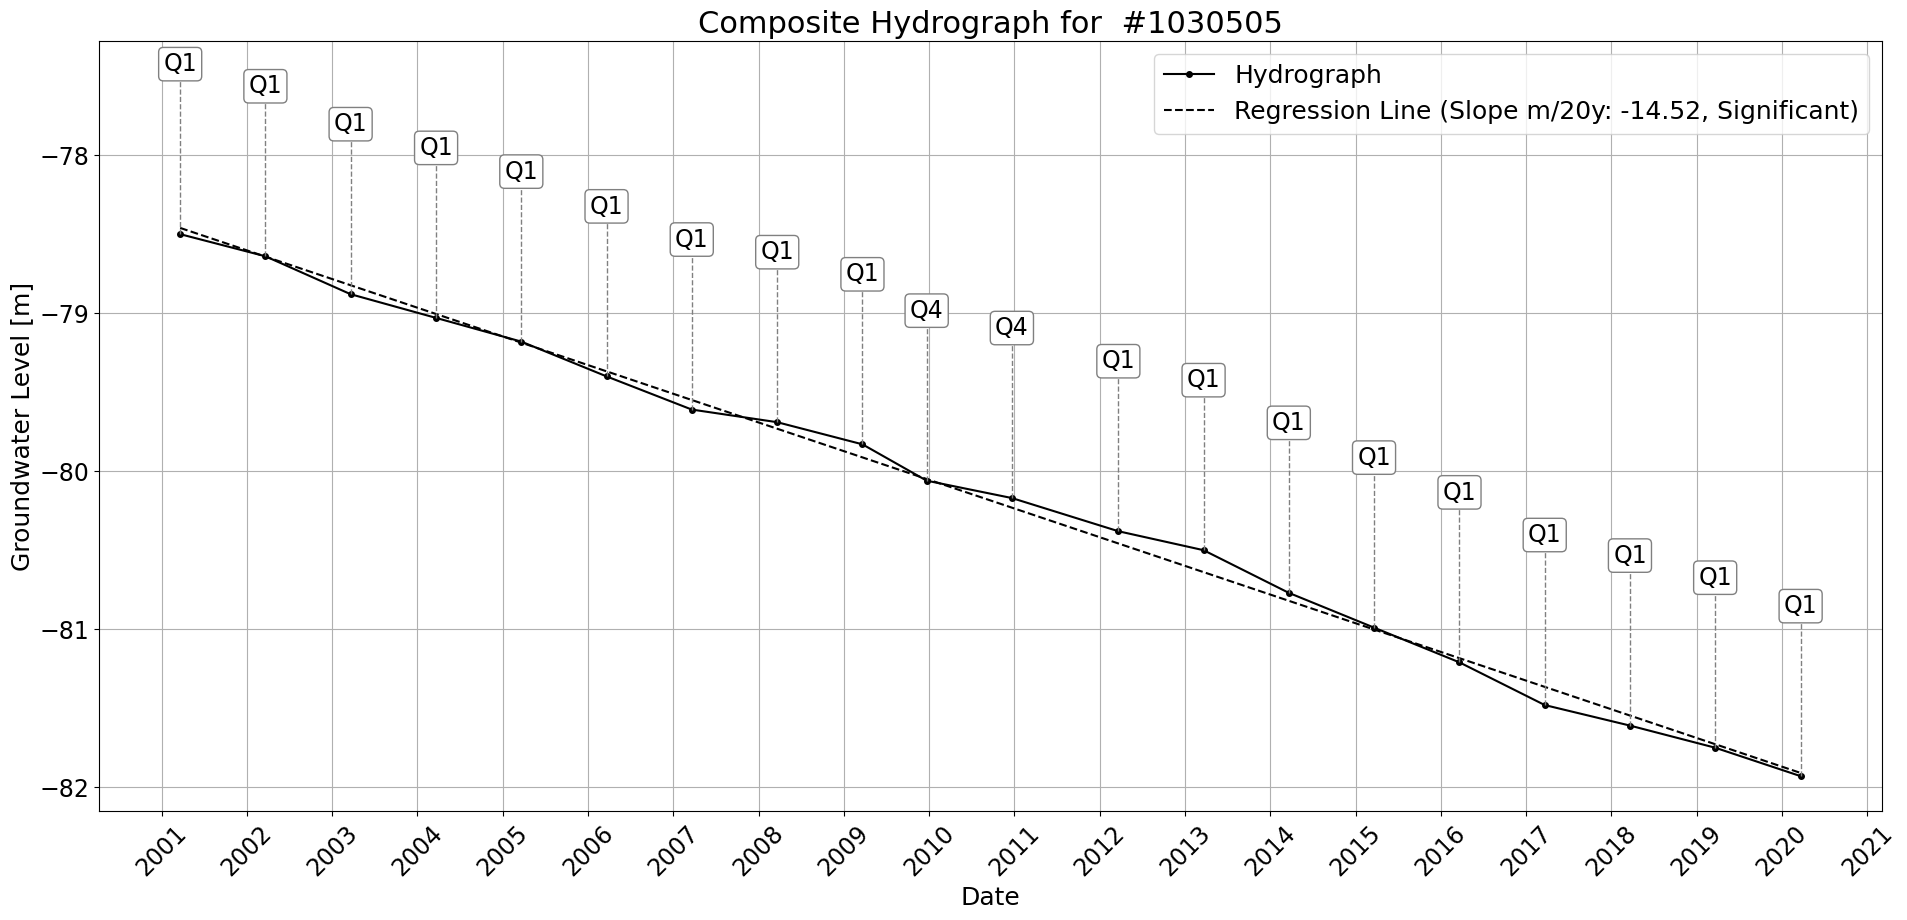 Composite Hydrograph for  #1030505
Hydrograph
Regression Line (Slope m/20y: -14.52, Significant)
Q1
Q1
Q1
Q1
Q1
Q1
Q1
Q1
Q1
Q4
Q4
Q1
Q1
Q1
Q1
Q1
Q1
Q1
Q1
Q1
Groundwater Level [m]
−78
−79
−80
−81
−82
2001
2002
2003
2004
2005
2006
2007
2008
2009
2010
2011
2012
2013
2014
2015
2016
2017
2018
2019
2020
2021
Date